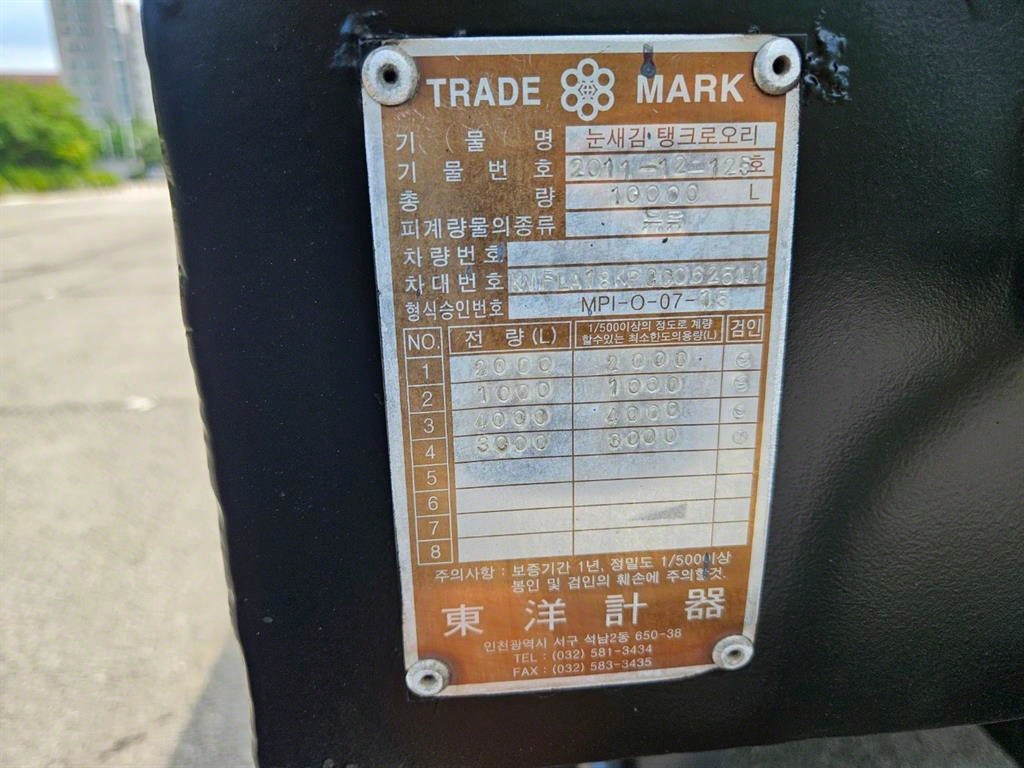 TRADE MARK
기 물 명 눈새김 탱크로오리
기 물 번 호 2011-12-125호
총 량 10000 L
피계량물의종류
차량번호
차대번호
형식승인번호 MPI-O-07-16
NO. 전 량(L) 1/500이상의 정도로 계량 할수있는 최소한도의용량(L) 검인
1 2000 2000
2 1000 1000
3 4000 4000
4 3000 3000
5
6
7
8
주의사항 : 보증기간 1년, 정밀도 1/500이상
봉인 및 검인의 훼손에 주의할것.
東洋計器
인천광역시 서구 석남2동 650-38
TEL : (032) 581-3434
FAX : (032) 583-3435